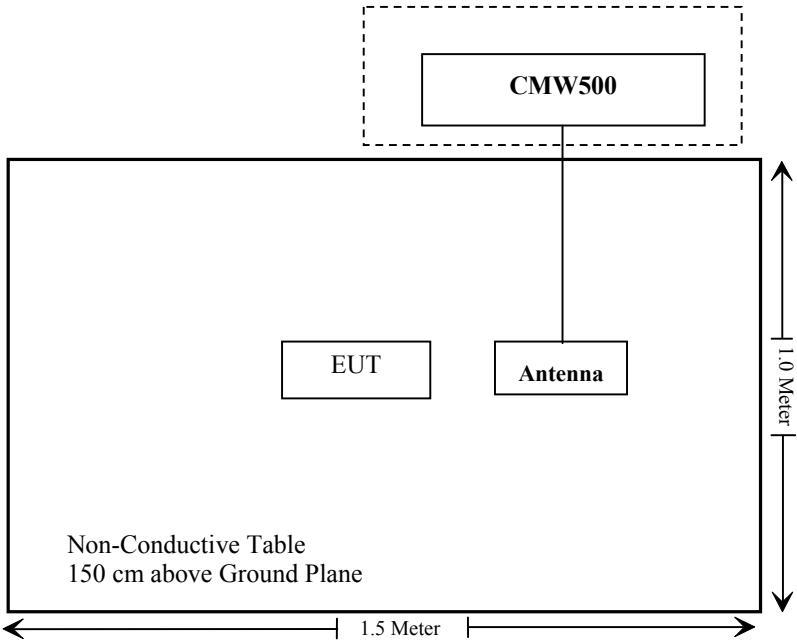 CMW500
EUT
Antenna
1.0 Meter
Non-Conductive Table
150 cm above Ground Plane
1.5 Meter